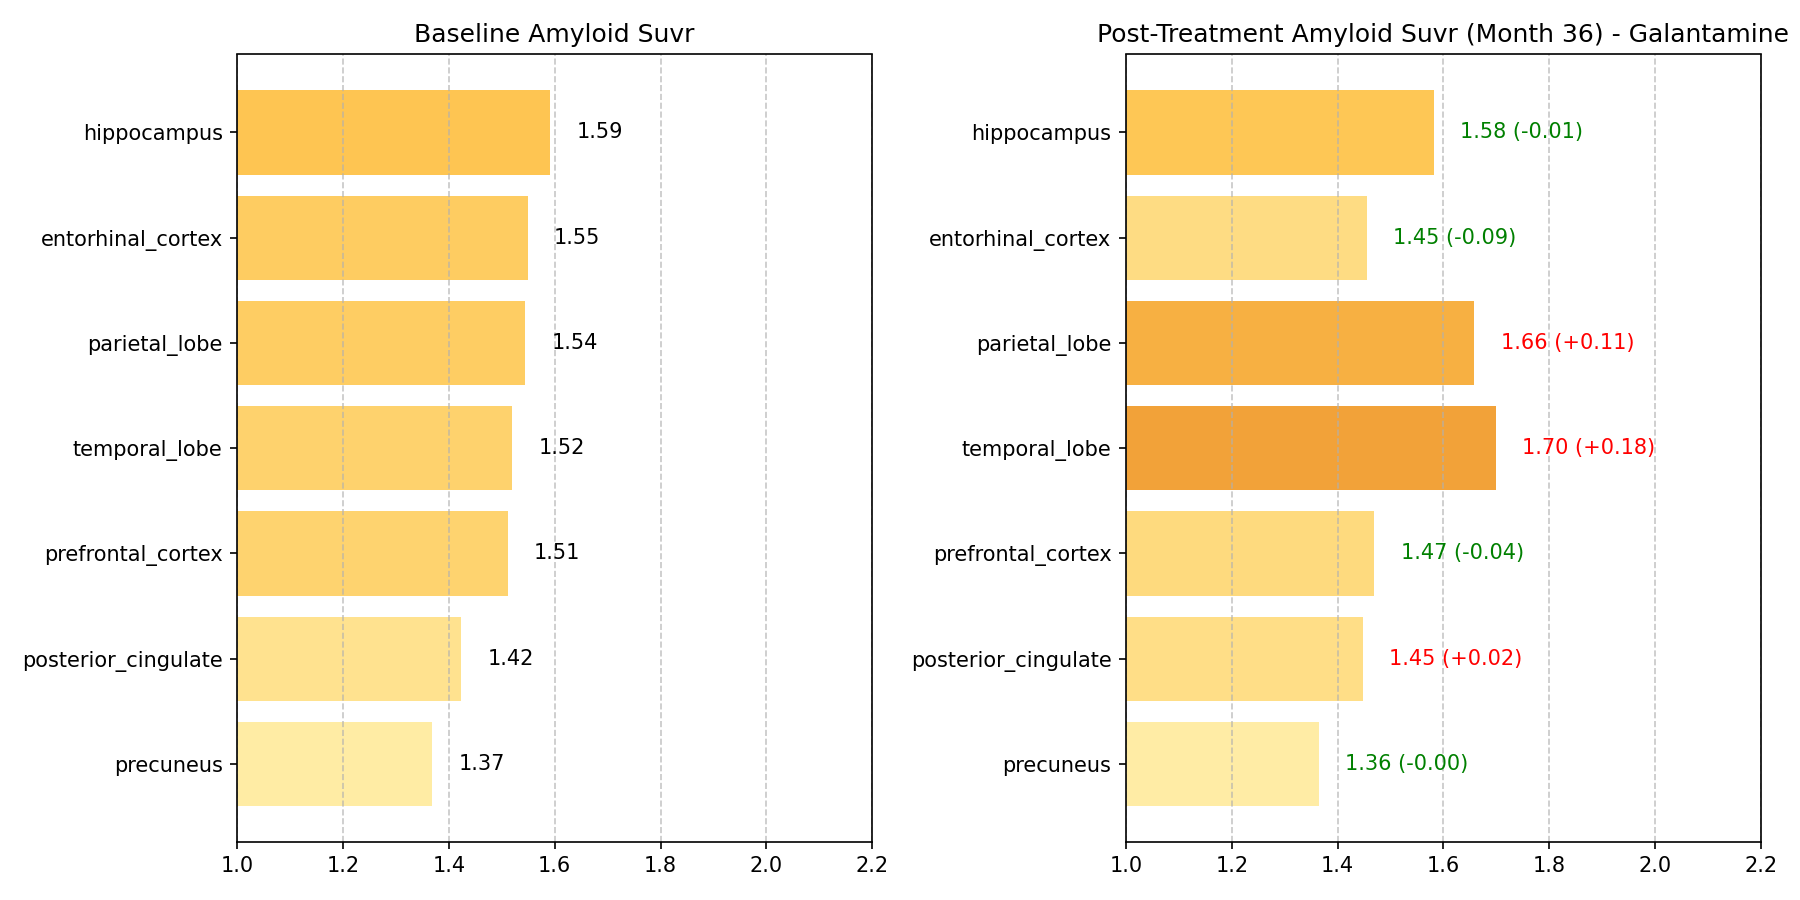 Baseline Amyloid Suvr
hippocampus 1.59
entorhinal_cortex 1.55
parietal_lobe 1.54
temporal_lobe 1.52
prefrontal_cortex 1.51
posterior_cingulate 1.42
precuneus 1.37
1.0 1.2 1.4 1.6 1.8 2.0 2.2
Post-Treatment Amyloid Suvr (Month 36) - Galantamine
hippocampus 1.58 (-0.01)
entorhinal_cortex 1.45 (-0.09)
parietal_lobe 1.66 (+0.11)
temporal_lobe 1.70 (+0.18)
prefrontal_cortex 1.47 (-0.04)
posterior_cingulate 1.45 (+0.02)
precuneus 1.36 (-0.00)
1.0 1.2 1.4 1.6 1.8 2.0 2.2